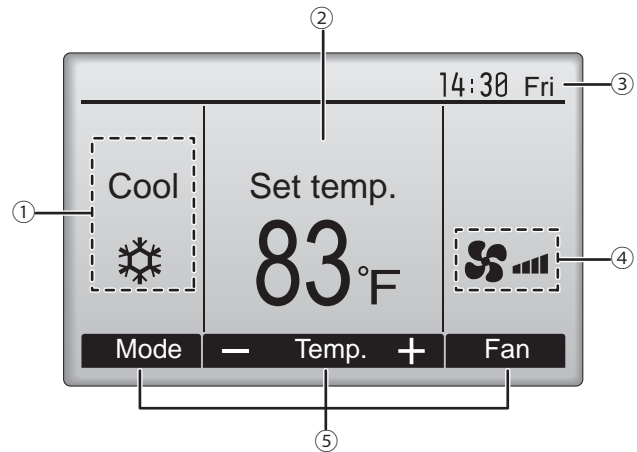 ②
14:30 Fri ③
① Cool Set temp.
83°F ④
Mode — Temp. + Fan
⑤